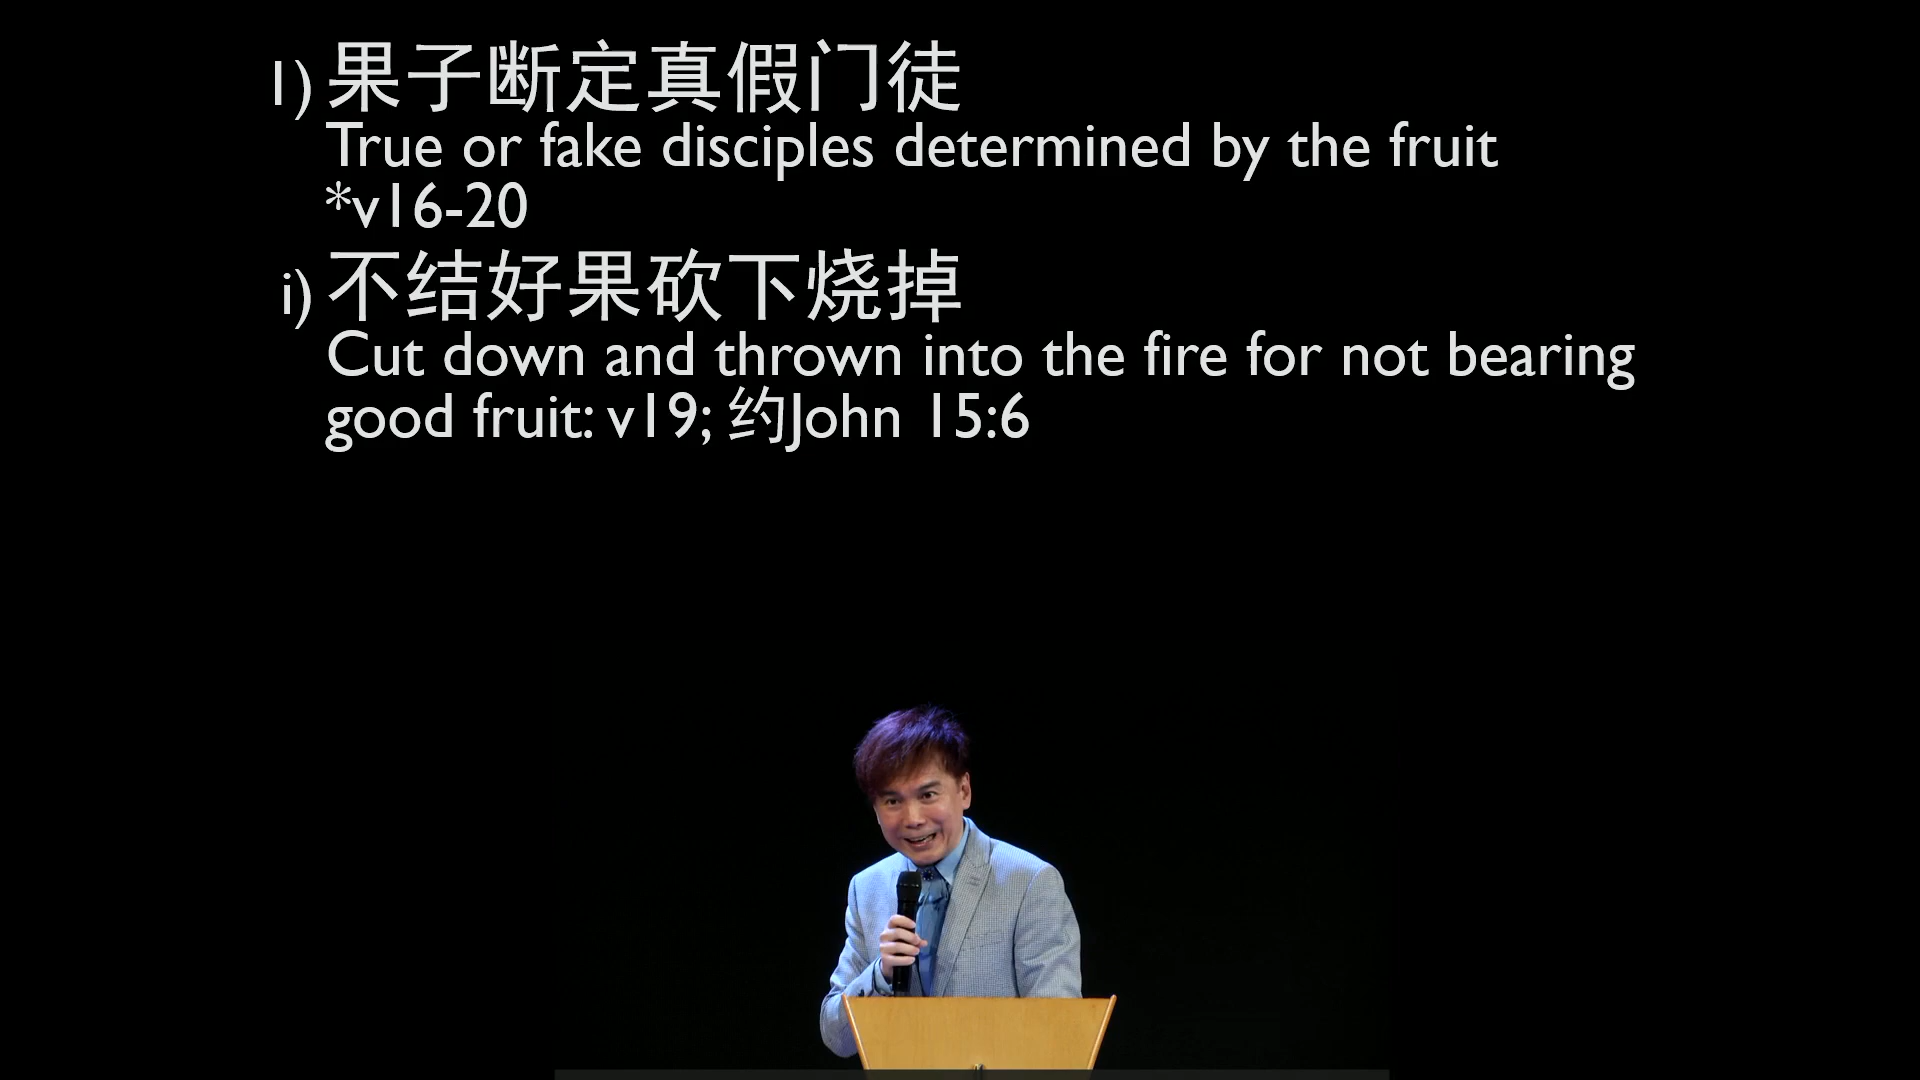 1) 果子断定真假门徒
True or fake disciples determined by the fruit
*v16-20
i) 不结好果砍下烧掉
Cut down and thrown into the fire for not bearing
good fruit: v19; 约John 15:6